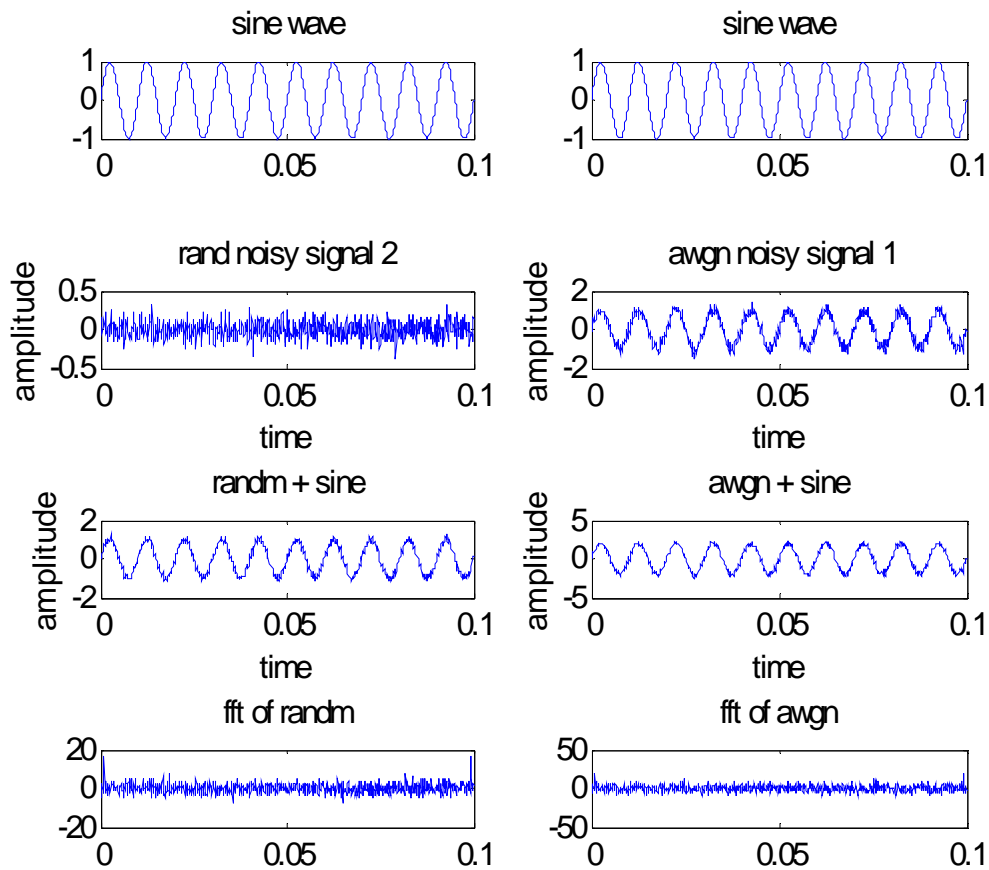 sine wave
1
0
-1
0 0.05 0.1
sine wave
1
0
-1
0 0.05 0.1
rand noisy signal 2
amplitude
0.5
0
-0.5
0 0.05 0.1
time
awgn noisy signal 1
amplitude
2
0
-2
0 0.05 0.1
time
randm + sine
amplitude
2
0
-2
0 0.05 0.1
time
awgn + sine
amplitude
5
0
-5
0 0.05 0.1
time
fft of randm
20
0
-20
0 0.05 0.1
fft of awgn
50
0
-50
0 0.05 0.1